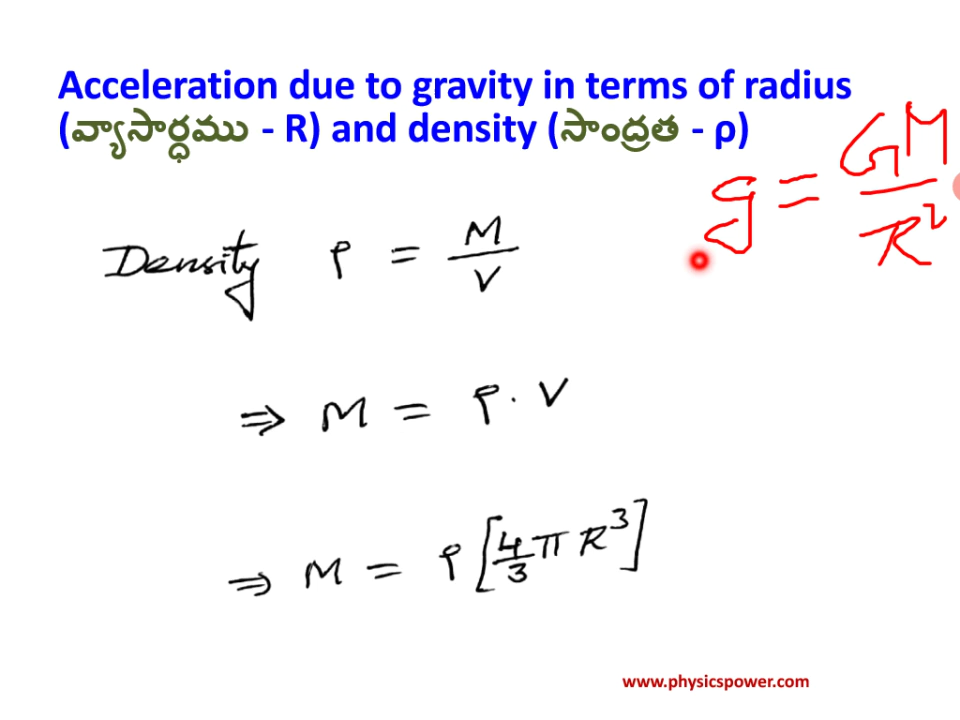 Acceleration due to gravity in terms of radius
(వ్యాసార్ధము - R) and density (సాంద్రత - ρ)
g = GM/R²
Density ρ = M/V
⇒ M = ρ · V
⇒ M = ρ [4/3 π R³]
www.physicspower.com